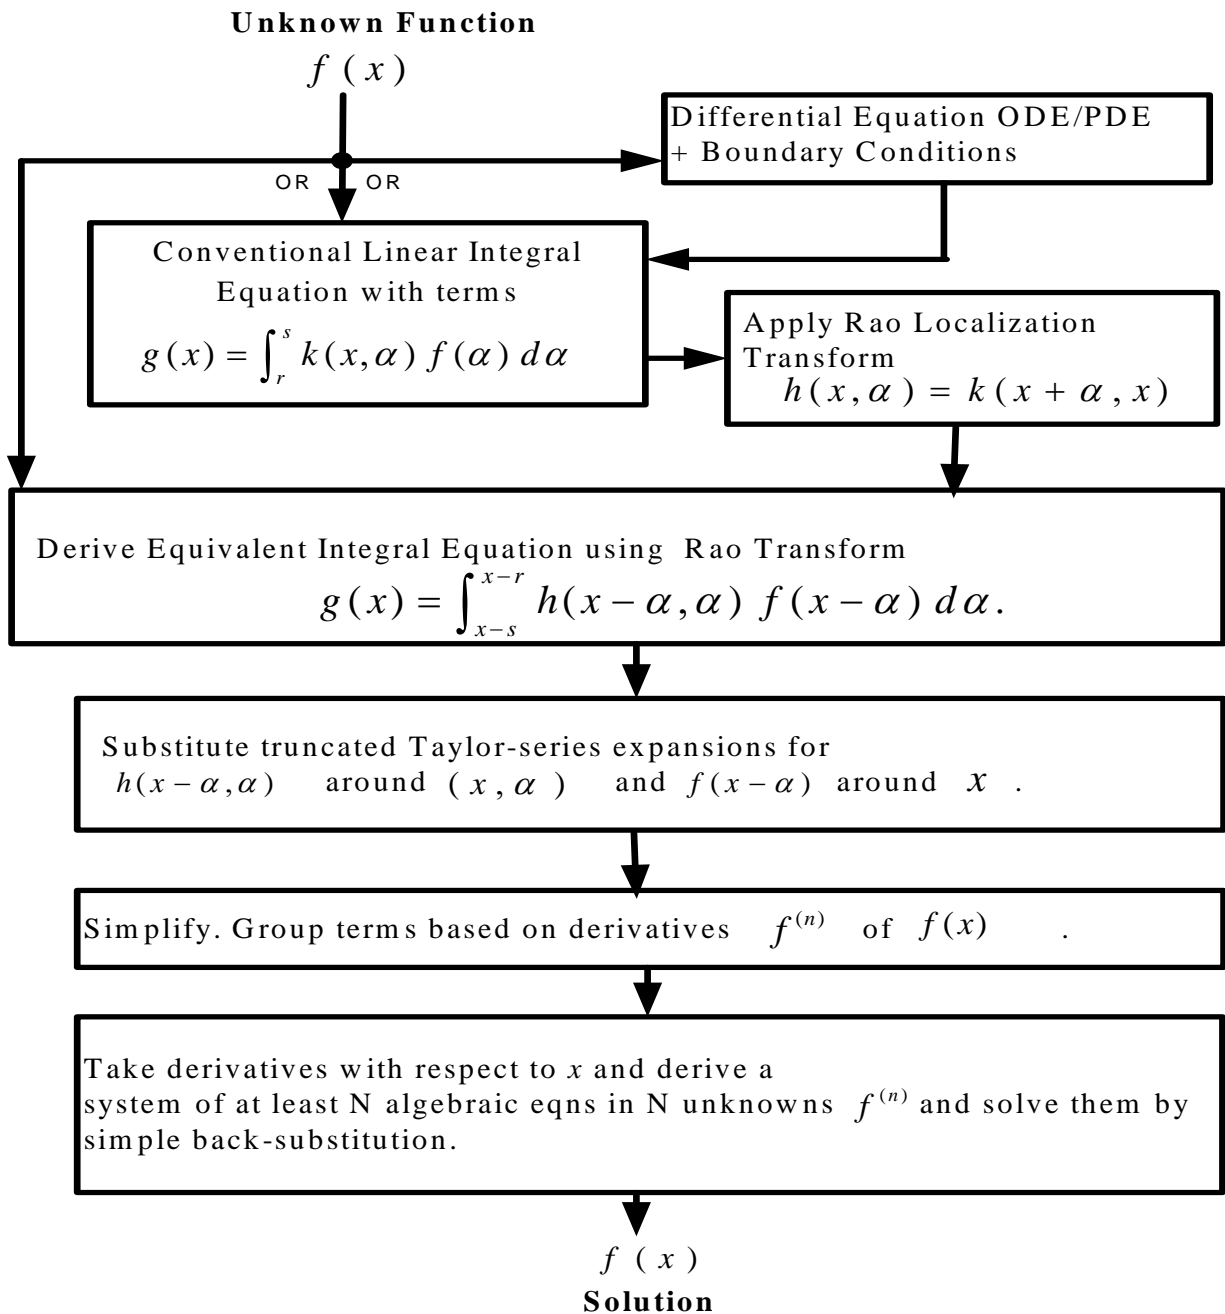 Unknown Function
f (x)
Differential Equation ODE/PDE
+ Boundary Conditions
OR OR
Conventional Linear Integral
Equation with terms
g(x) = ∫_r^s k(x, α) f(α) dα
Apply Rao Localization
Transform
h(x, α) = k(x + α, x)
Derive Equivalent Integral Equation using Rao Transform
g(x) = ∫_{x−s}^{x−r} h(x − α, α) f(x − α) dα.
Substitute truncated Taylor-series expansions for
h(x − α, α) around (x, α) and f(x − α) around x .
Simplify. Group terms based on derivatives f^(n) of f(x) .
Take derivatives with respect to x and derive a
system of at least N algebraic eqns in N unknowns f^(n) and solve them by
simple back-substitution.
f (x)
Solution